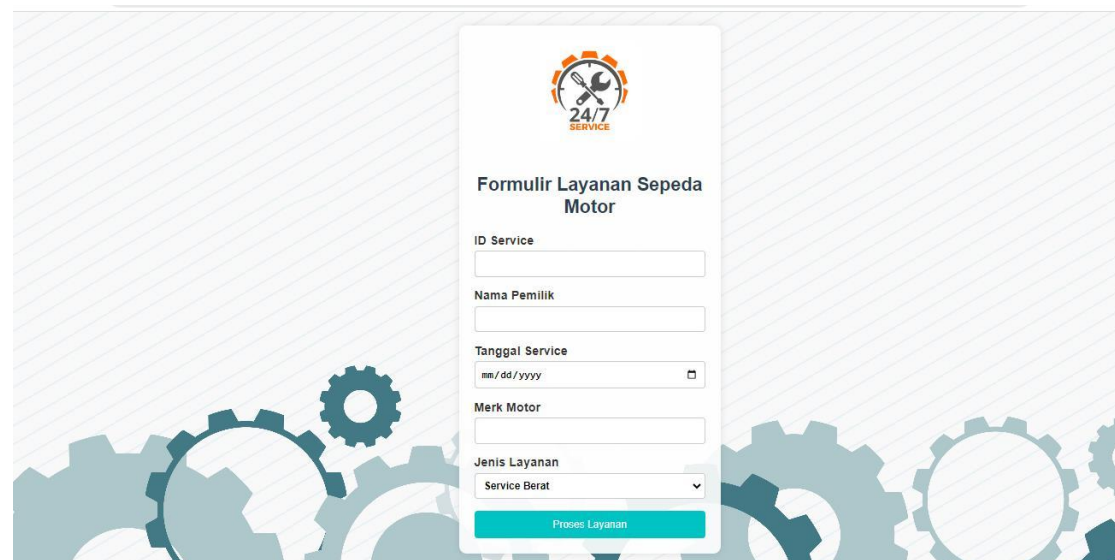 24/7
SERVICE
Formulir Layanan Sepeda
Motor
ID Service
Nama Pemilik
Tanggal Service
mm/dd/yyyy
Merk Motor
Jenis Layanan
Service Berat
Proses Layanan